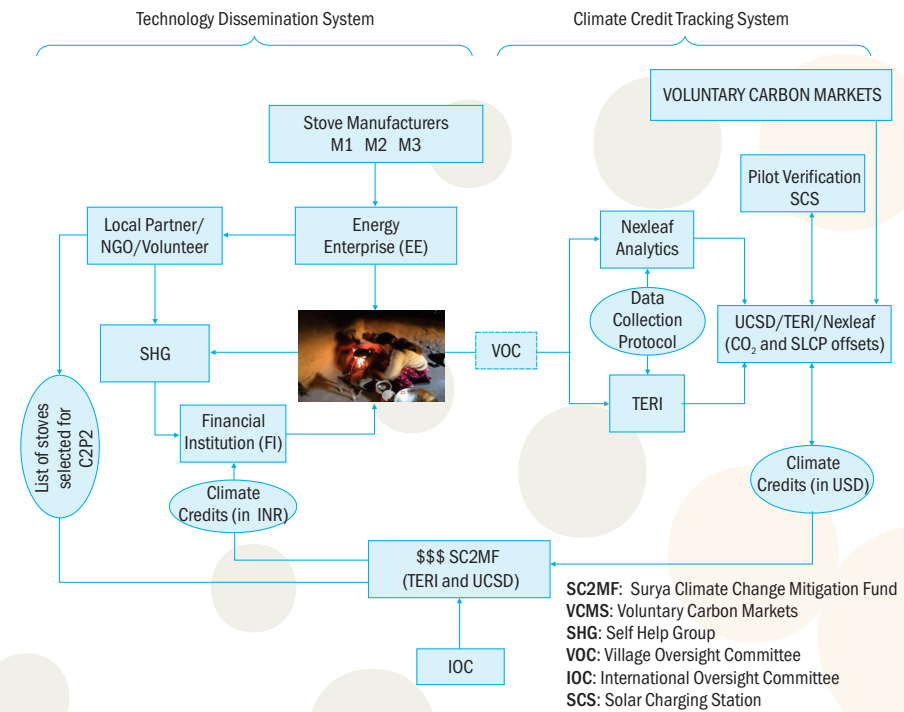 Technology Dissemination System
Climate Credit Tracking System
VOLUNTARY CARBON MARKETS
Stove Manufacturers
M1 M2 M3
Pilot Verification
SCS
Local Partner/
NGO/Volunteer
Energy
Enterprise (EE)
Nexleaf
Analytics
Data
Collection
Protocol
UCSD/TERI/Nexleaf
(CO₂ and SLCP offsets)
SHG
VOC
TERI
List of stoves
selected for
C2P2
Financial
Institution (FI)
Climate
Credits (in INR)
Climate
Credits (in USD)
$$$ SC2MF
(TERI and UCSD)
IOC
SC2MF: Surya Climate Change Mitigation Fund
VCMS: Voluntary Carbon Markets
SHG: Self Help Group
VOC: Village Oversight Committee
IOC: International Oversight Committee
SCS: Solar Charging Station